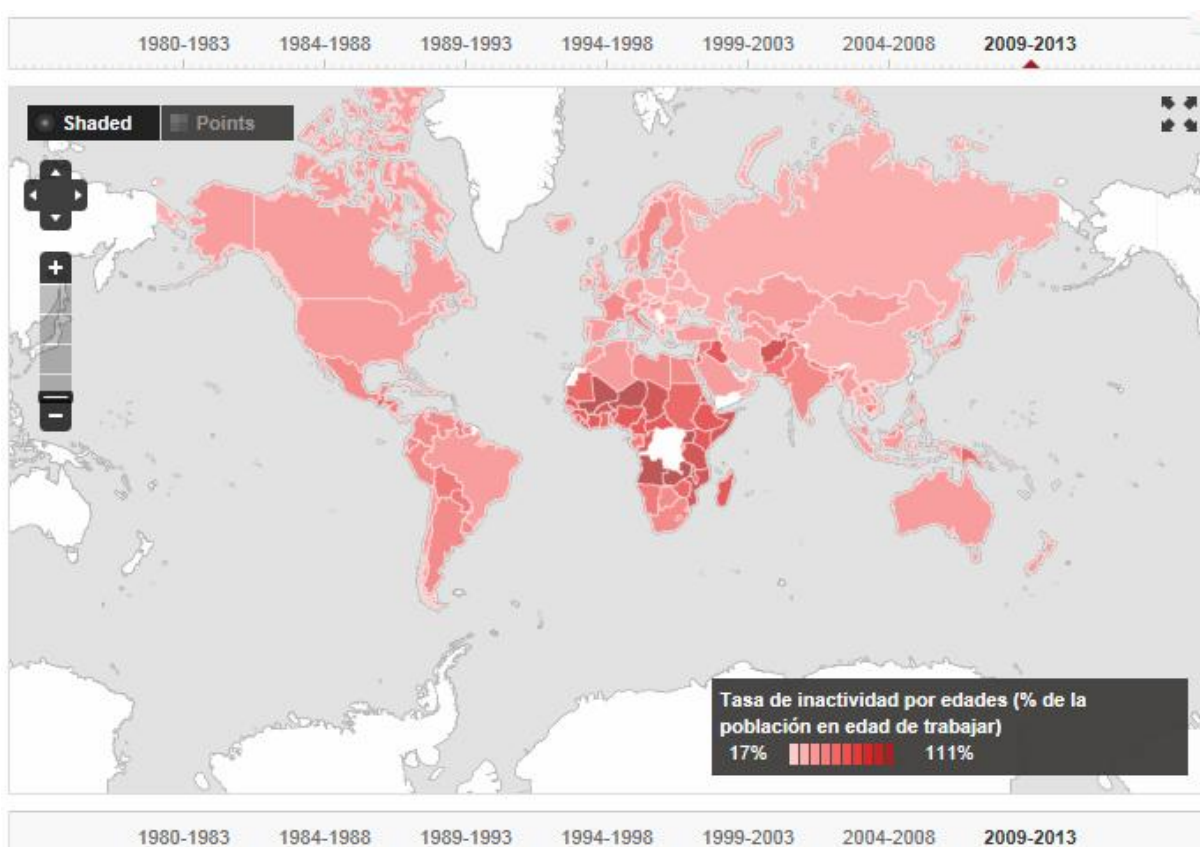 1980-1983 1984-1988 1989-1993 1994-1998 1999-2003 2004-2008 2009-2013
Shaded Points
+
−
Tasa de inactividad por edades (% de la
población en edad de trabajar)
17% 111%
1980-1983 1984-1988 1989-1993 1994-1998 1999-2003 2004-2008 2009-2013